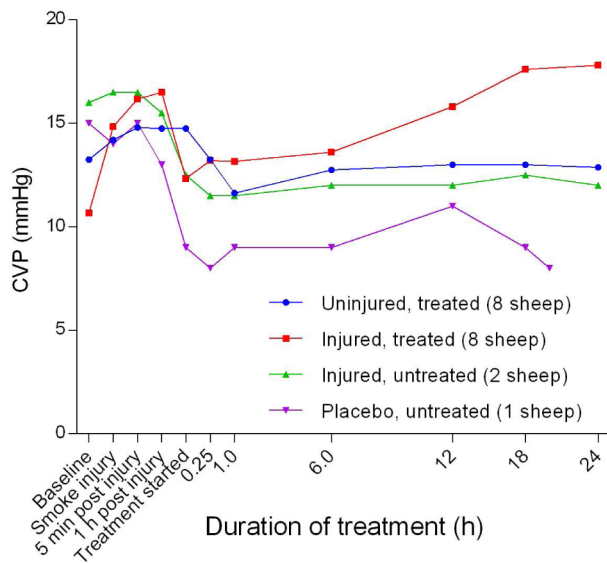 CVP (mmHg)
20
15
10
5
0
Uninjured, treated (8 sheep)
Injured, treated (8 sheep)
Injured, untreated (2 sheep)
Placebo, untreated (1 sheep)
Baseline
Smoke injury
5 min post injury
1 h post injury
Treatment started
0.25
1.0
6.0
12
18
24
Duration of treatment (h)